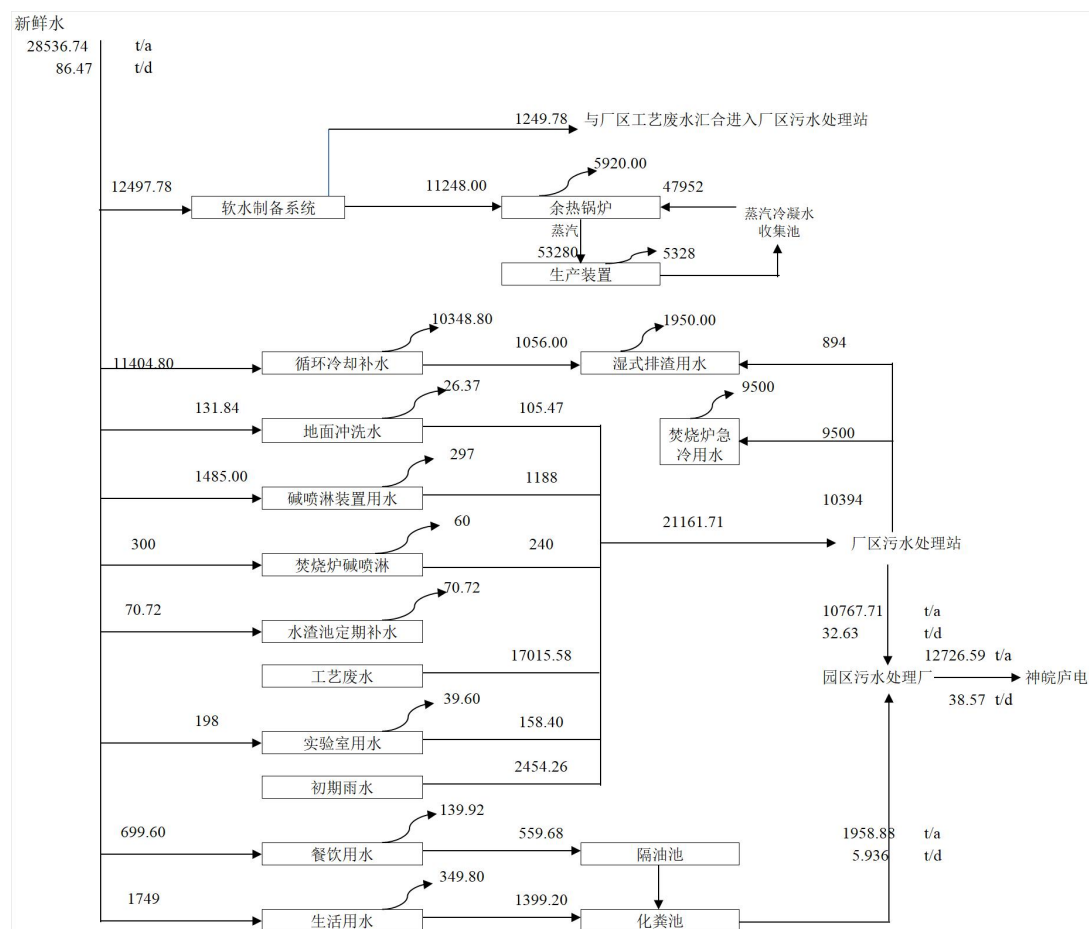 新鲜水
28536.74 t/a
86.47 t/d
1249.78 与厂区工艺废水汇合进入厂区污水处理站
5920.00
12497.78 11248.00 47952
软水制备系统 余热锅炉 蒸汽冷凝水
收集池
蒸汽
53280 5328
生产装置
10348.80 1950.00
1056.00 894
11404.80 循环冷却补水 湿式排渣用水
26.37 9500
131.84 105.47
地面冲洗水 焚烧炉急
冷用水
9500
297
1485.00 1188
碱喷淋装置用水 10394
60 21161.71
300 240
焚烧炉碱喷淋 厂区污水处理站
70.72
70.72
水渣池定期补水 10767.71 t/a
32.63 t/d
17015.58 12726.59 t/a
工艺废水 园区污水处理厂 神皖庐电
39.60 38.57 t/d
198 158.40
实验室用水
2454.26
初期雨水
139.92
699.60 559.68 1958.88 t/a
餐饮用水 隔油池 5.936 t/d
349.80
1749 1399.20
生活用水 化粪池